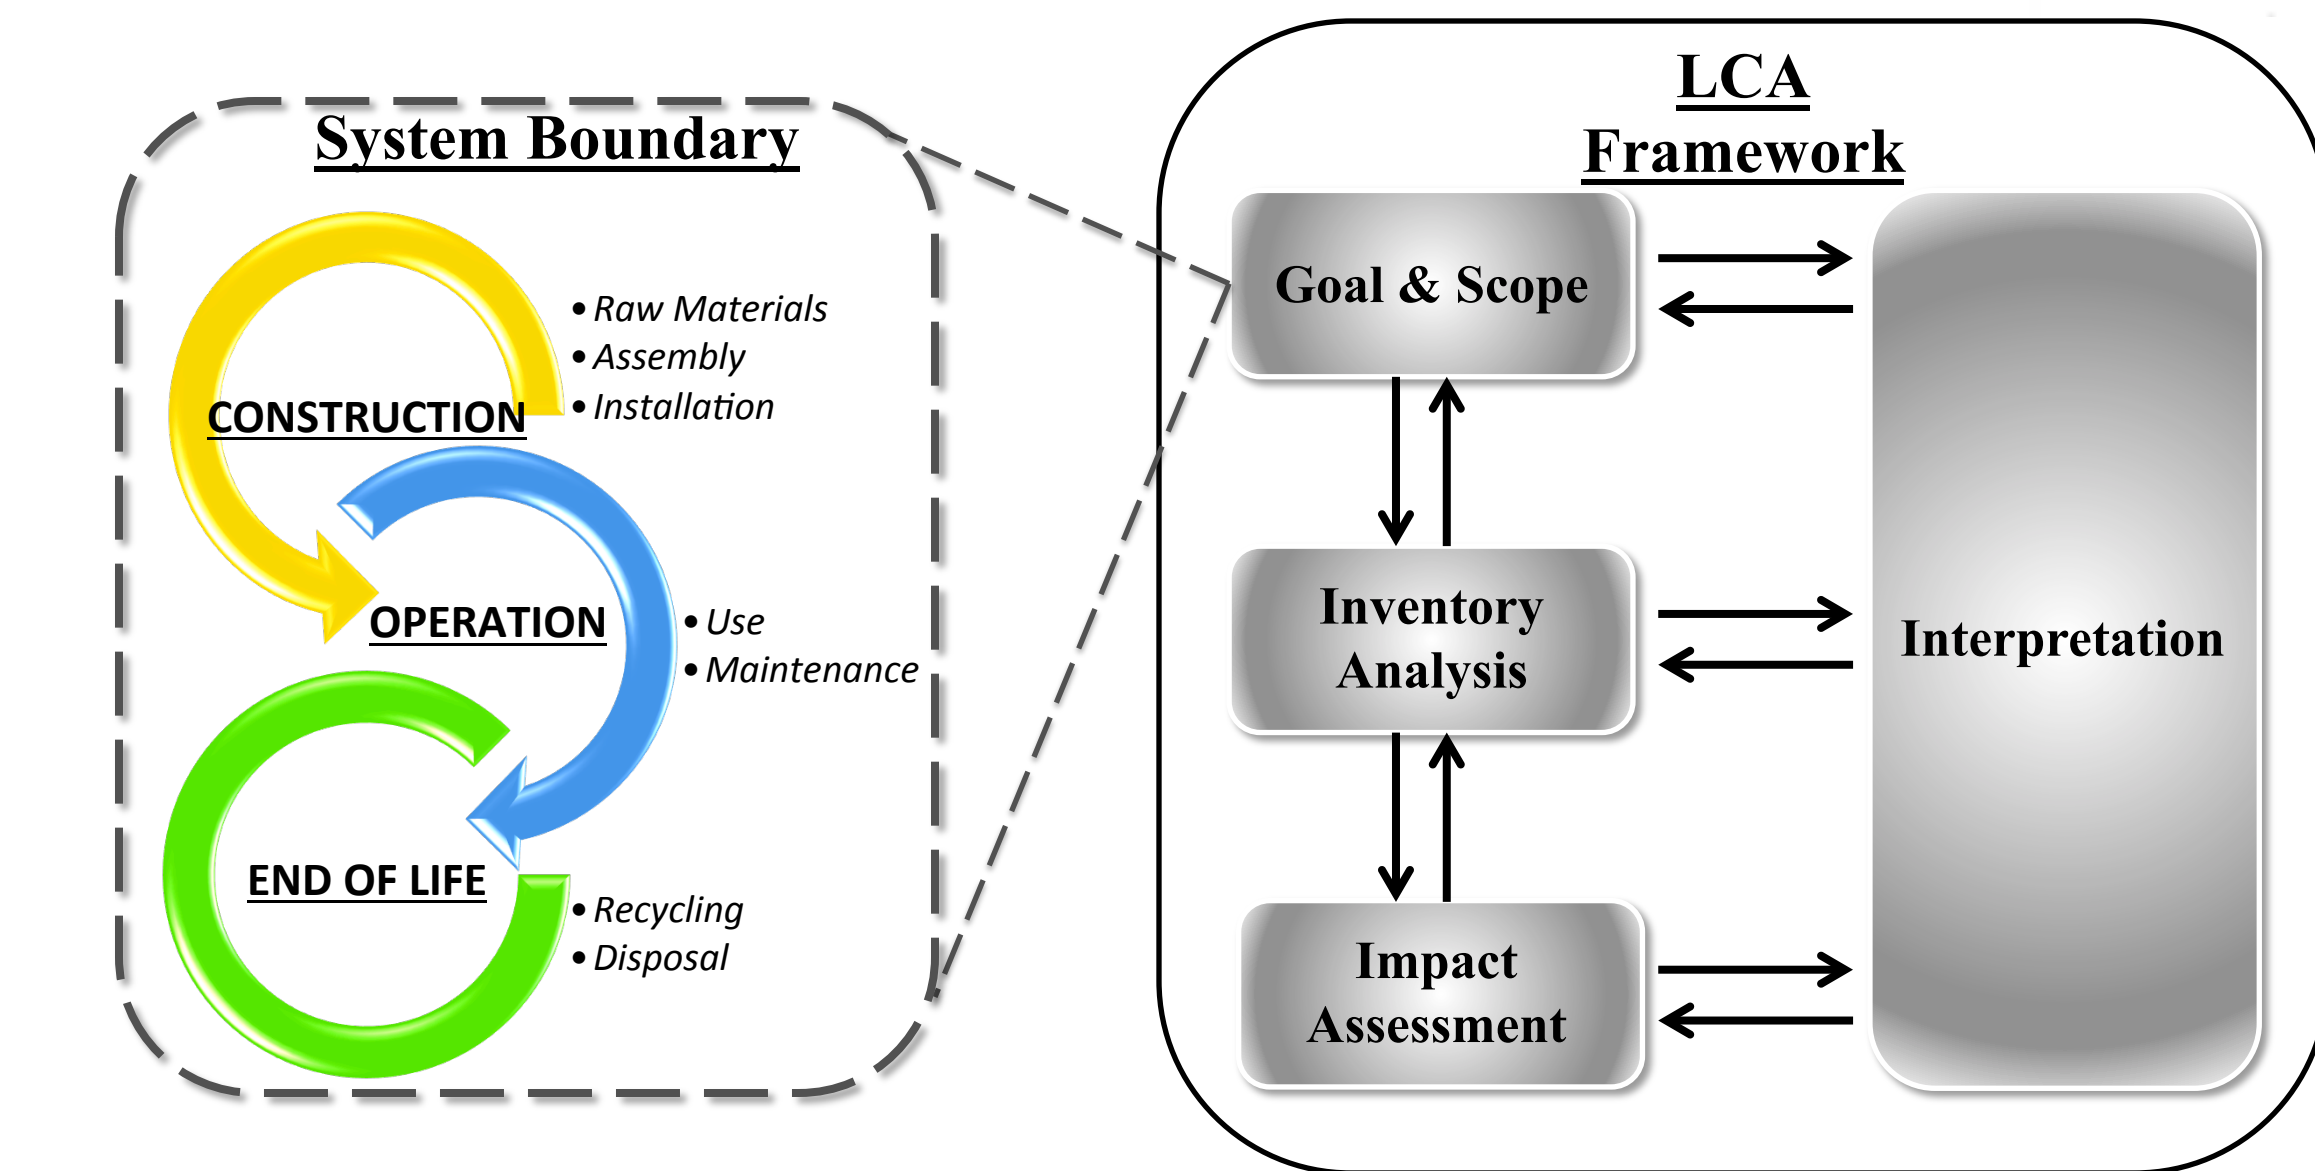 System Boundary
CONSTRUCTION
• Raw Materials
• Assembly
• Installation
OPERATION
• Use
• Maintenance
END OF LIFE
• Recycling
• Disposal
LCA
Framework
Goal & Scope
Inventory
Analysis
Impact
Assessment
Interpretation